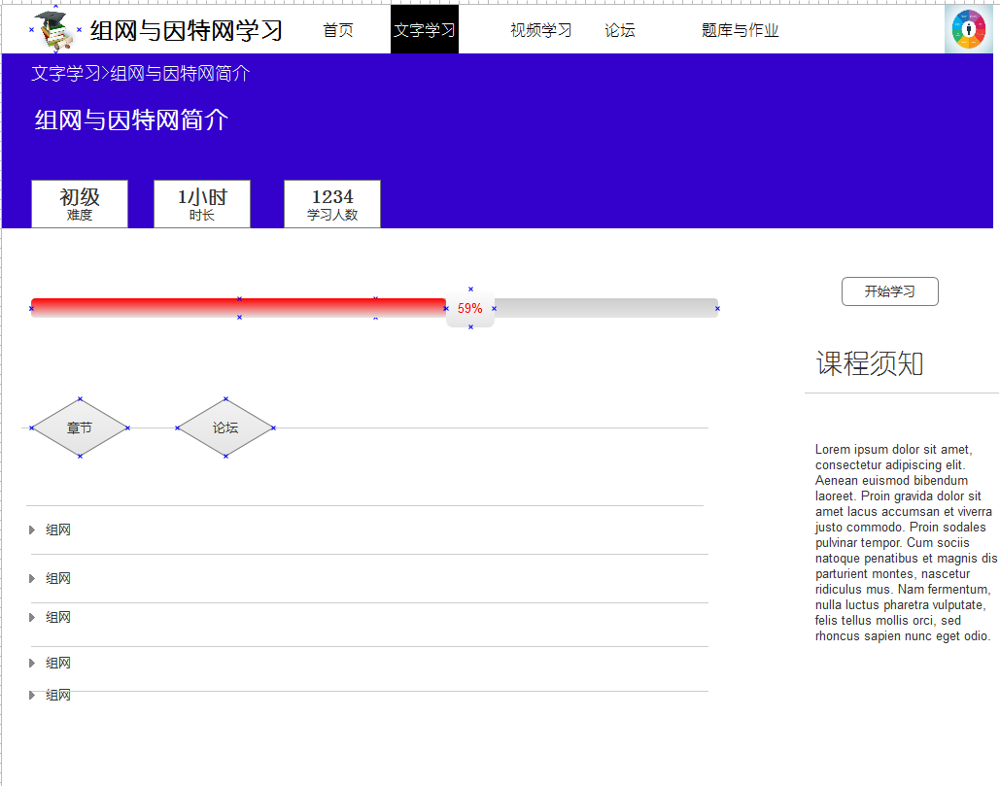 组网与因特网学习
首页
文字学习
视频学习
论坛
题库与作业
文字学习>组网与因特网简介
组网与因特网简介
初级
难度
1小时
时长
1234
学习人数
59%
开始学习
课程须知
章节
论坛
组网
组网
组网
组网
组网
Lorem ipsum dolor sit amet,
consectetur adipiscing elit.
Aenean euismod bibendum
laoreet. Proin gravida dolor sit
amet lacus accumsan et viverra
justo commodo. Proin sodales
pulvinar tempor. Cum sociis
natoque penatibus et magnis dis
parturient montes, nascetur
ridiculus mus. Nam fermentum,
nulla luctus pharetra vulputate,
felis tellus mollis orci, sed
rhoncus sapien nunc eget odio.